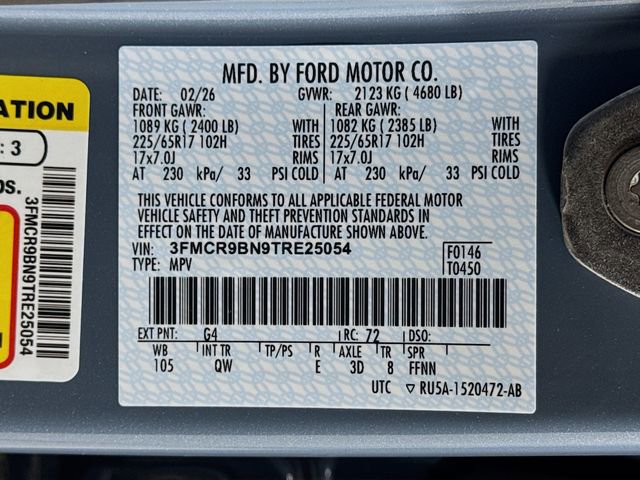 MFD. BY FORD MOTOR CO.
DATE: 02/26 GVWR: 2123 KG ( 4680 LB)
FRONT GAWR: REAR GAWR:
1089 KG ( 2400 LB) WITH 1082 KG ( 2385 LB) WITH
225/65R17 102H TIRES 225/65R17 102H TIRES
17x7.0J RIMS 17x7.0J RIMS
AT 230 kPa/ 33 PSI COLD AT 230 kPa/ 33 PSI COLD
THIS VEHICLE CONFORMS TO ALL APPLICABLE FEDERAL MOTOR
VEHICLE SAFETY AND THEFT PREVENTION STANDARDS IN
EFFECT ON THE DATE OF MANUFACTURE SHOWN ABOVE.
VIN: 3FMCR9BN9TRE25054 F0146
TYPE: MPV T0450
EXT PNT: G4 RC: 72 DSO:
WB INT TR TP/PS R AXLE TR SPR
105 QW E 3D 8 FFNN
UTC ▽ RU5A-1520472-AB
ATION
: 3
OS.
3FMCR9BN9TRE25054